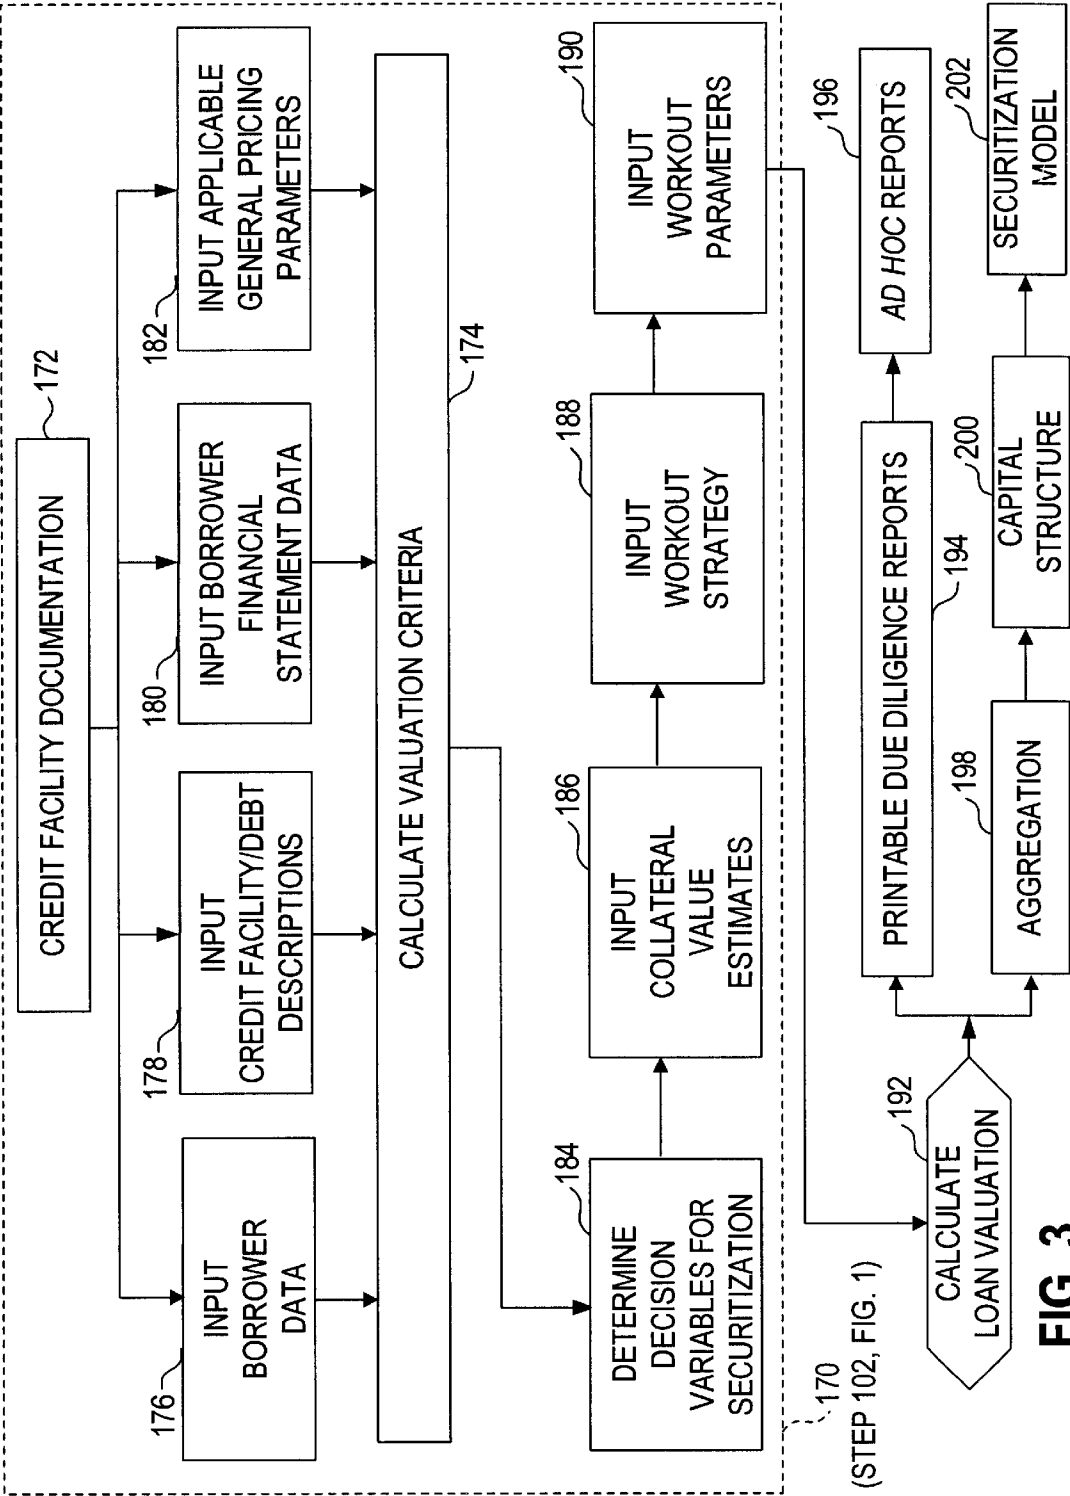 CREDIT FACILITY DOCUMENTATION
172
176
INPUT
BORROWER
DATA
178
INPUT
CREDIT FACILITY/DEBT
DESCRIPTIONS
180
INPUT BORROWER
FINANCIAL
STATEMENT DATA
182
INPUT APPLICABLE
GENERAL PRICING
PARAMETERS
CALCULATE VALUATION CRITERIA
174
184
DETERMINE
DECISION
VARIABLES FOR
SECURITIZATION
186
INPUT
COLLATERAL
VALUE
ESTIMATES
188
INPUT
WORKOUT
STRATEGY
190
INPUT
WORKOUT
PARAMETERS
170
(STEP 102, FIG. 1)
192
CALCULATE
LOAN VALUATION
PRINTABLE DUE DILIGENCE REPORTS
194
196
AD HOC REPORTS
198
AGGREGATION
200
CAPITAL
STRUCTURE
202
SECURITIZATION
MODEL
FIG. 3